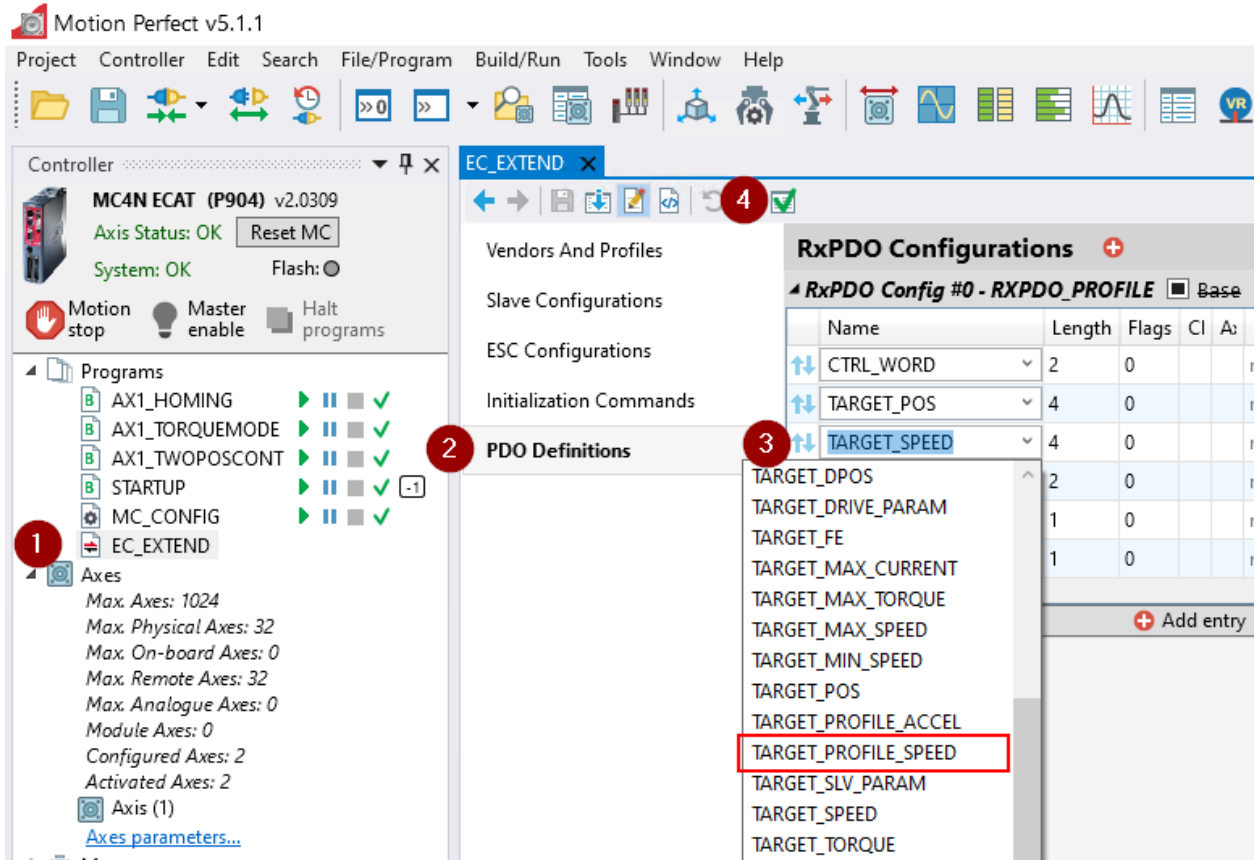 Motion Perfect v5.1.1
Project Controller Edit Search File/Program Build/Run Tools Window Help
»0 » VR
Controller
MC4N ECAT (P904) v2.0309
Axis Status: OK Reset MC
System: OK Flash:
Motion stop
Master enable
Halt programs
Programs
AX1_HOMING
AX1_TORQUEMODE
AX1_TWOPOSCONT
STARTUP -1
MC_CONFIG
1 EC_EXTEND
Axes
Max. Axes: 1024
Max. Physical Axes: 32
Max. On-board Axes: 0
Max. Remote Axes: 32
Max. Analogue Axes: 0
Module Axes: 0
Configured Axes: 2
Activated Axes: 2
Axis (1)
Axes parameters...
EC_EXTEND
4
Vendors And Profiles
Slave Configurations
ESC Configurations
Initialization Commands
2 PDO Definitions
RxPDO Configurations
RxPDO Config #0 - RXPDO_PROFILE Base
Name Length Flags Cl
CTRL_WORD 2 0
TARGET_POS 4 0
3 TARGET_SPEED 4 0
2 0
1 0
1 0
Add entry
TARGET_DPOS
TARGET_DRIVE_PARAM
TARGET_FE
TARGET_MAX_CURRENT
TARGET_MAX_TORQUE
TARGET_MAX_SPEED
TARGET_MIN_SPEED
TARGET_POS
TARGET_PROFILE_ACCEL
TARGET_PROFILE_SPEED
TARGET_SLV_PARAM
TARGET_SPEED
TARGET_TORQUE